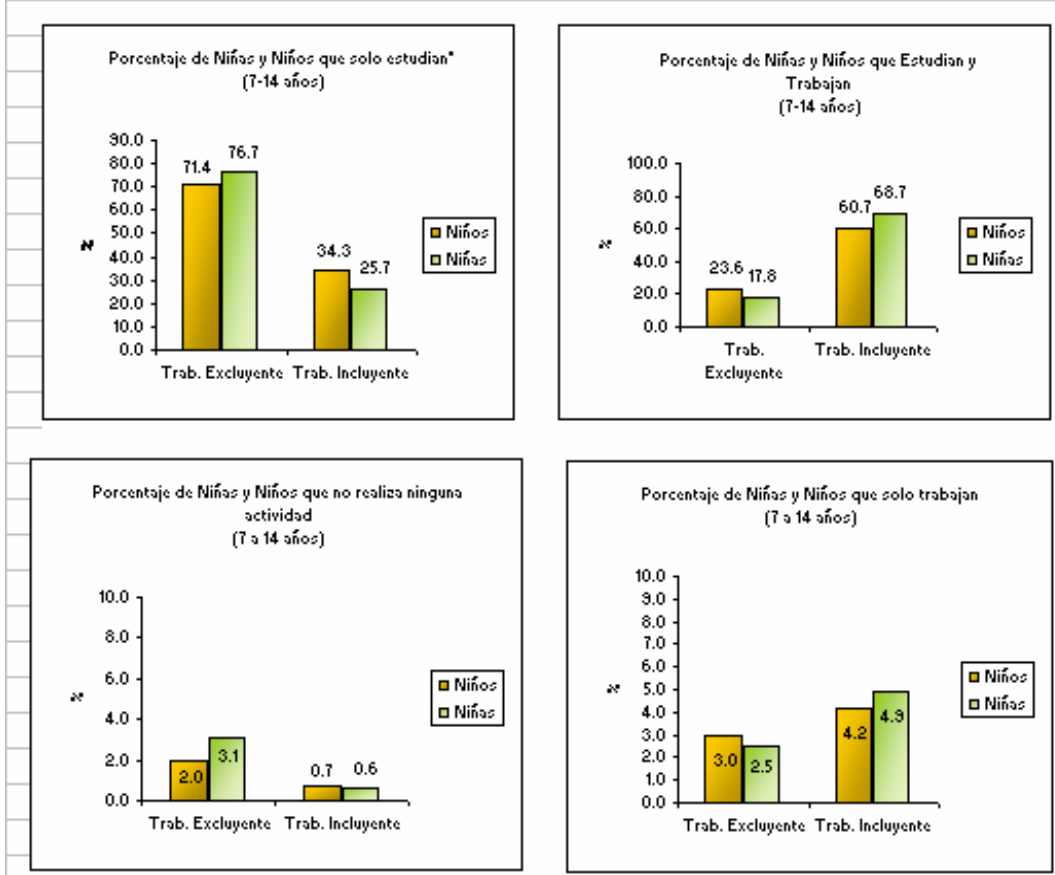 Porcentaje de Niñas y Niños que solo estudian*
(7-14 años)
90.0
80.0
70.0
60.0
50.0
40.0
30.0
20.0
10.0
0.0
%
71.4
76.7
34.3
25.7
Trab. Excluyente Trab. Incluyente
Niños
Niñas
Porcentaje de Niñas y Niños que Estudian y
Trabajan
(7-14 años)
100.0
80.0
60.0
40.0
20.0
0.0
%
23.6
17.8
60.7
68.7
Trab.
Excluyente
Trab. Incluyente
Niños
Niñas
Porcentaje de Niñas y Niños que no realiza ninguna
actividad
(7 a 14 años)
10.0
8.0
6.0
4.0
2.0
0.0
%
2.0
3.1
0.7
0.6
Trab. Excluyente Trab. Incluyente
Niños
Niñas
Porcentaje de Niñas y Niños que solo trabajan
(7 a 14 años)
10.0
9.0
8.0
7.0
6.0
5.0
4.0
3.0
2.0
1.0
0.0
%
3.0
2.5
4.2
4.9
Trab. Excluyente Trab. Incluyente
Niños
Niñas